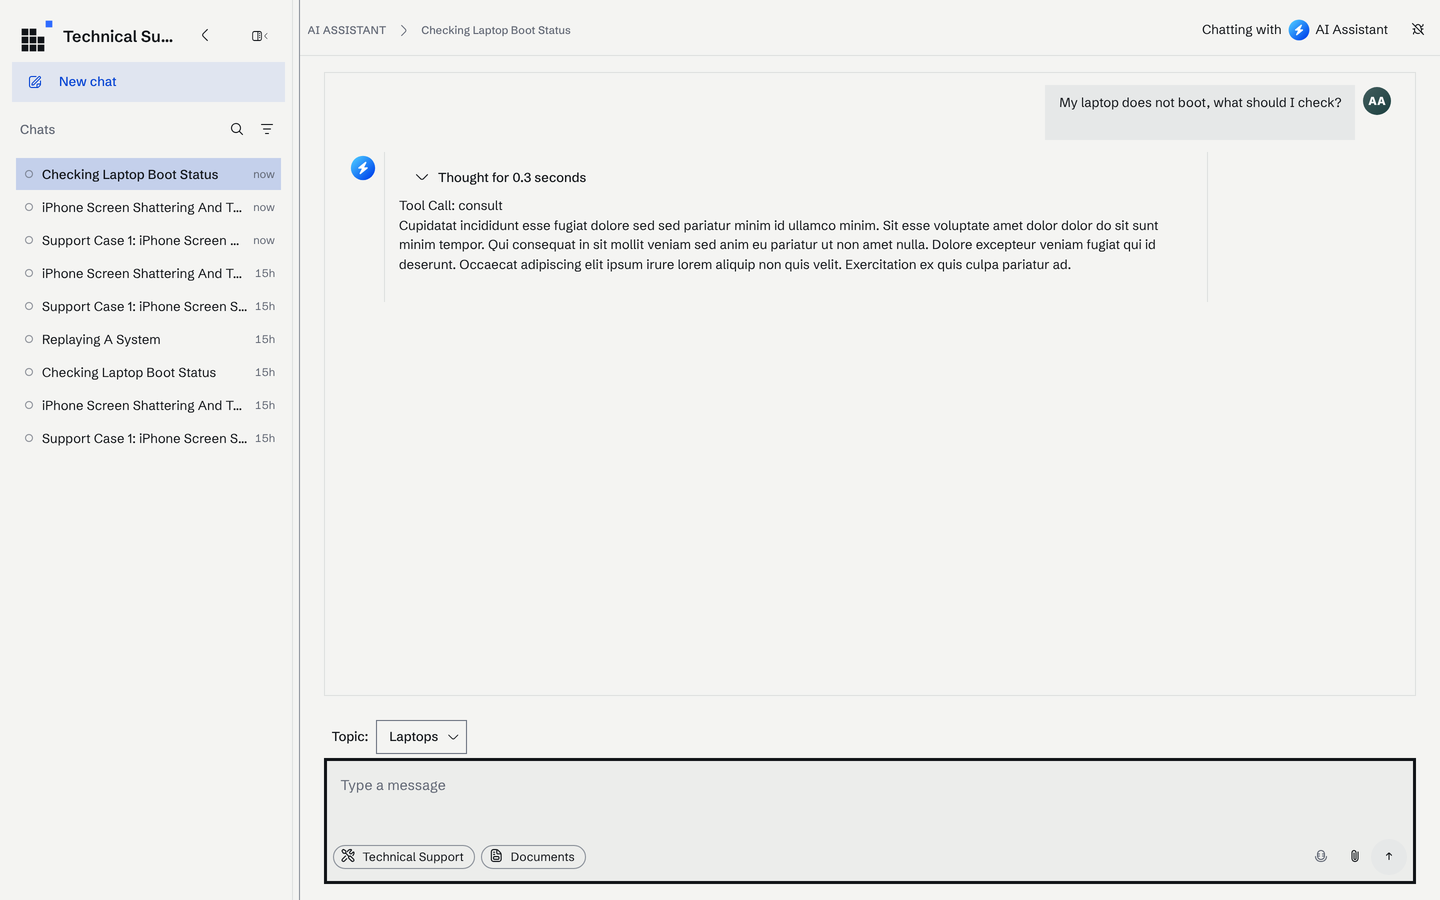 Technical Su...
New chat
Chats
Checking Laptop Boot Status now
iPhone Screen Shattering And T... now
Support Case 1: iPhone Screen ... now
iPhone Screen Shattering And T... 15h
Support Case 1: iPhone Screen S... 15h
Replaying A System 15h
Checking Laptop Boot Status 15h
iPhone Screen Shattering And T... 15h
Support Case 1: iPhone Screen S... 15h
AI ASSISTANT Checking Laptop Boot Status
Chatting with AI Assistant
My laptop does not boot, what should I check? AA
Thought for 0.3 seconds
Tool Call: consult
Cupidatat incididunt esse fugiat dolore sed sed pariatur minim id ullamco minim. Sit esse voluptate amet dolor dolor do sit sunt
minim tempor. Qui consequat in sit mollit veniam sed anim eu pariatur ut non amet nulla. Dolore excepteur veniam fugiat qui id
deserunt. Occaecat adipiscing elit ipsum irure lorem aliquip non quis velit. Exercitation ex quis culpa pariatur ad.
Topic: Laptops
Type a message
Technical Support Documents